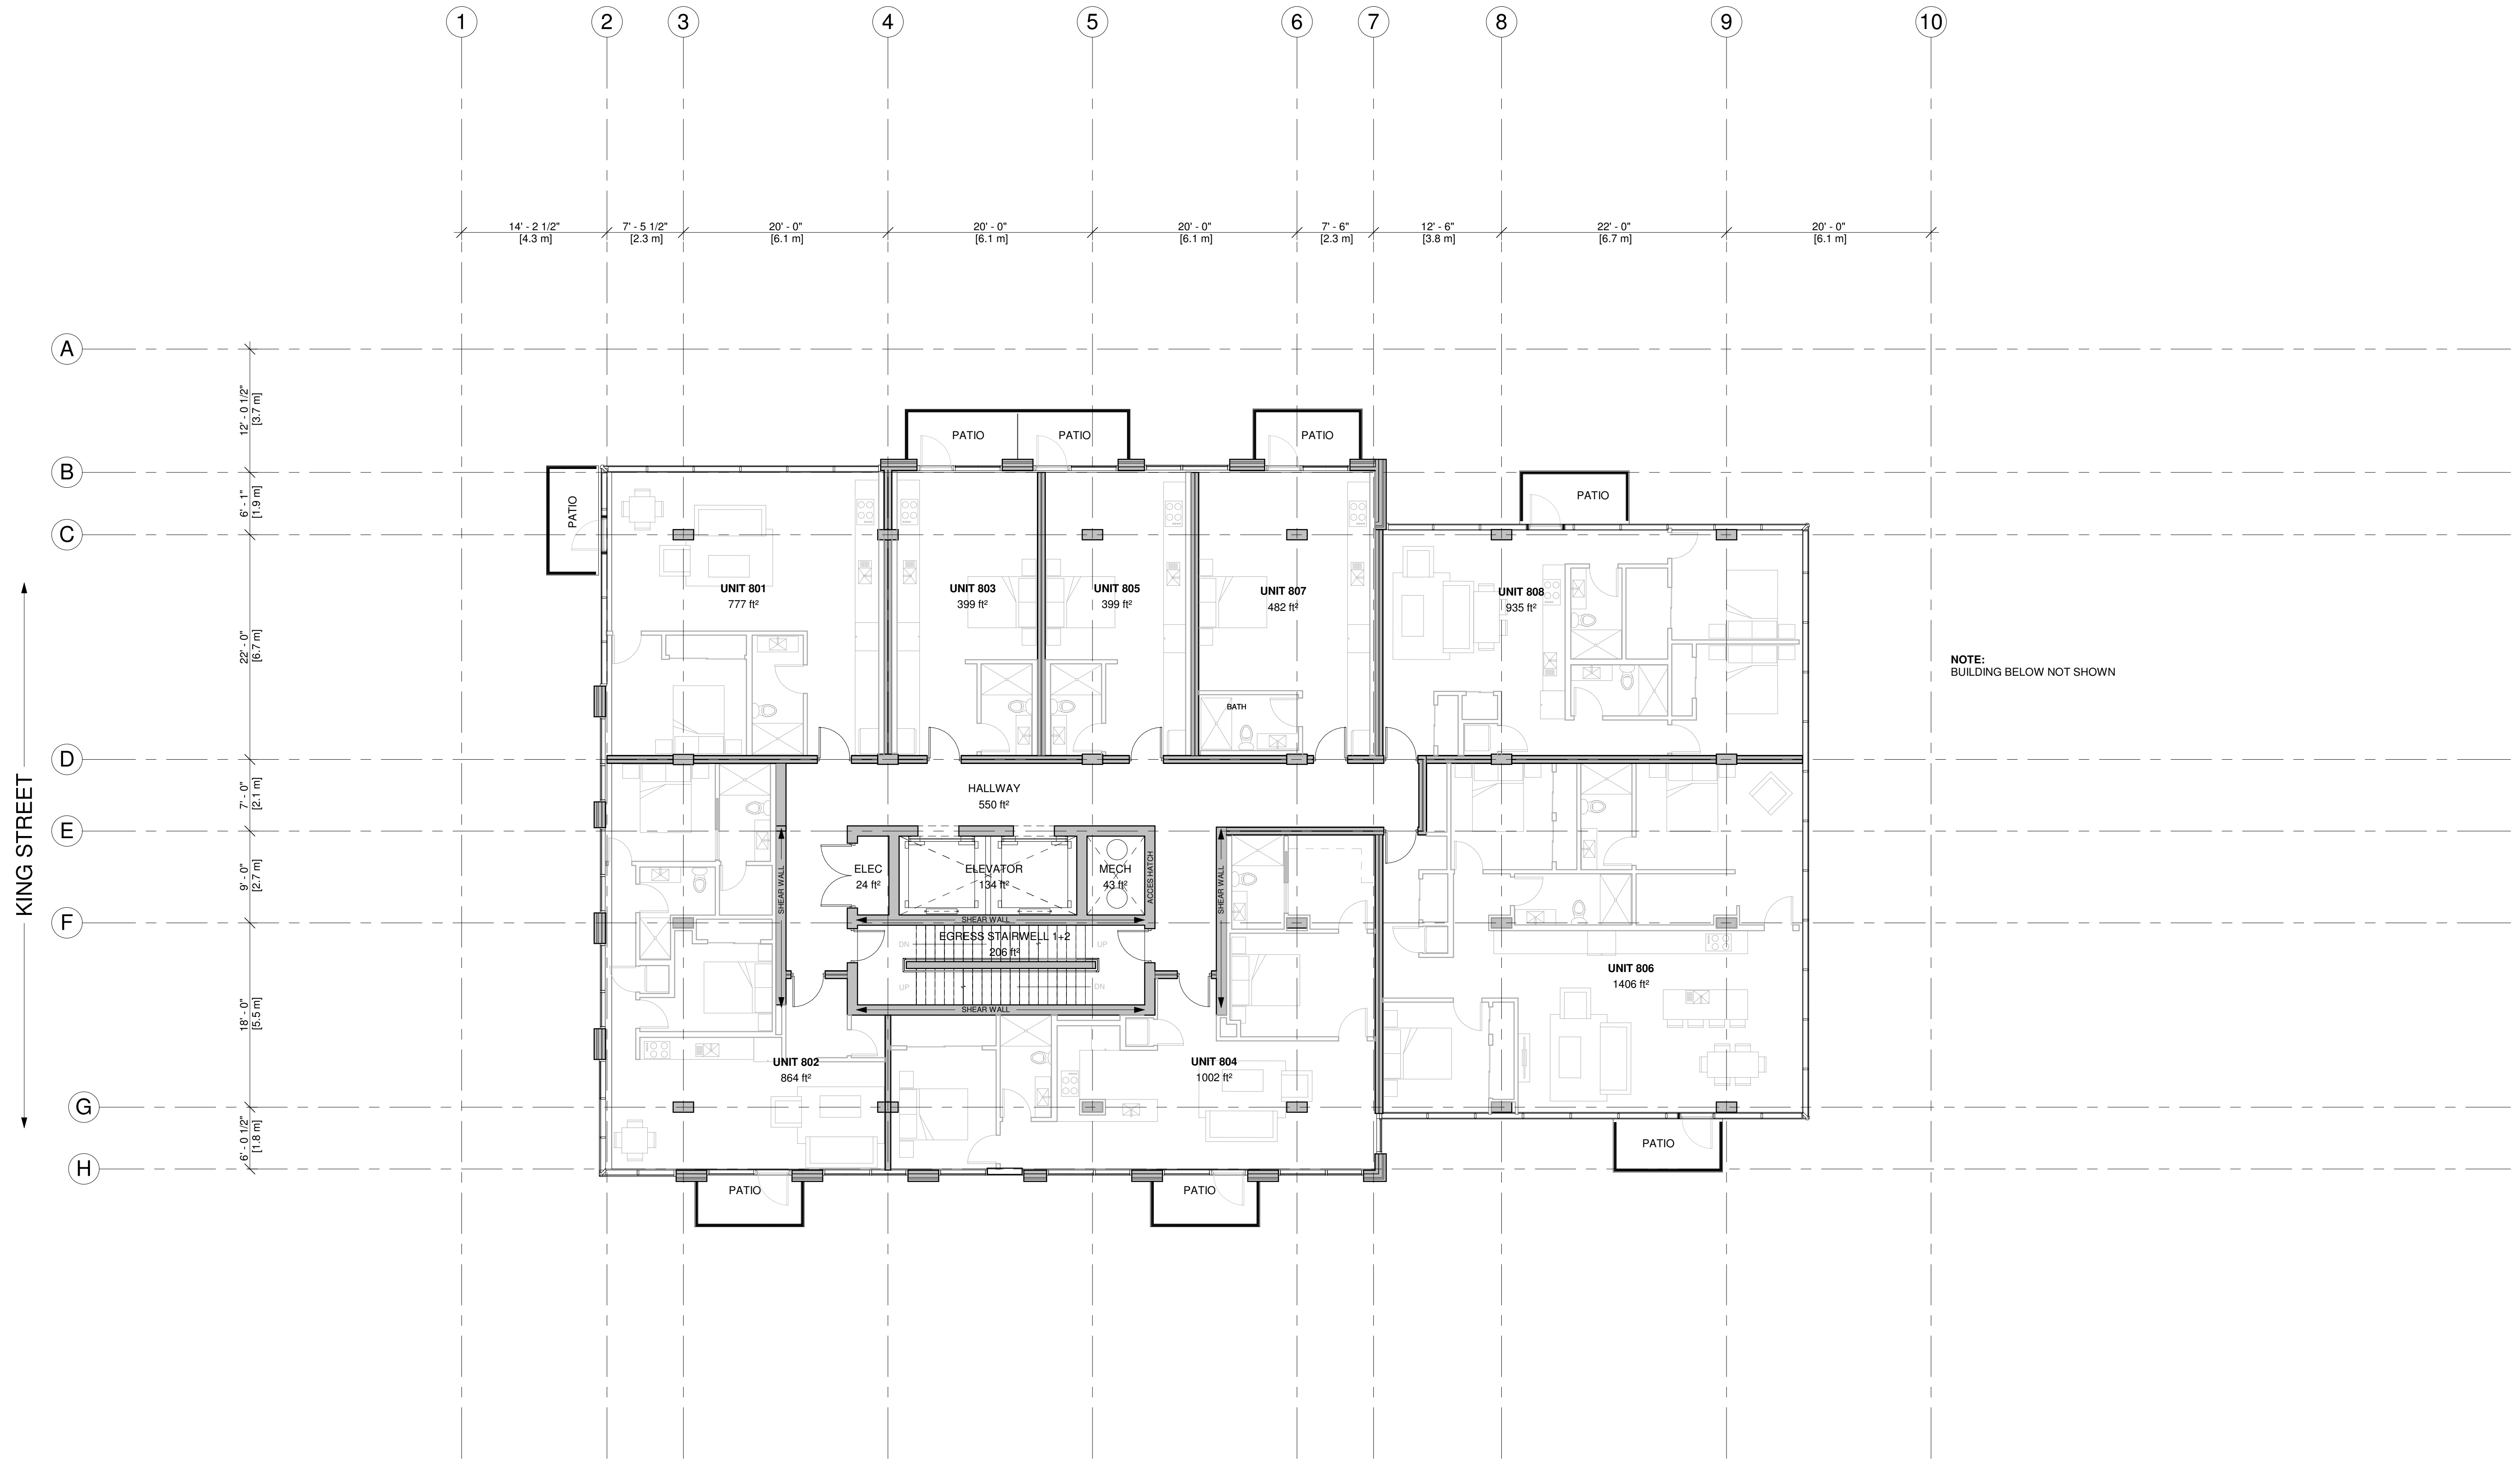 1
2
3
4
5
6
7
8
9
10
14' - 2 1/2"
[4.3 m]
7' - 5 1/2"
[2.3 m]
20' - 0"
[6.1 m]
20' - 0"
[6.1 m]
20' - 0"
[6.1 m]
7' - 6"
[2.3 m]
12' - 6"
[3.8 m]
22' - 0"
[6.7 m]
20' - 0"
[6.1 m]
A
B
C
D
E
F
G
H
12' - 0 1/2"
[3.7 m]
6' - 1"
[1.9 m]
22' - 0"
[6.7 m]
7' - 0"
[2.1 m]
9' - 0"
[2.7 m]
18' - 0"
[5.5 m]
6' - 0 1/2"
[1.8 m]
KING STREET
PATIO
PATIO
PATIO
PATIO
PATIO
UNIT 801
777 ft²
UNIT 803
399 ft²
UNIT 805
399 ft²
UNIT 807
482 ft²
UNIT 808
935 ft²
BATH
NOTE:
BUILDING BELOW NOT SHOWN
HALLWAY
550 ft²
ELEC
24 ft²
ELEVATOR
134 ft²
MECH
43 ft²
ACCES HATCH
SHEAR WALL
SHEAR WALL
SHEAR WALL
EGRESS STAIRWELL 1+2
206 ft²
DN
UP
UP
DN
SHEAR WALL
UNIT 806
1406 ft²
UNIT 802
864 ft²
UNIT 804
1002 ft²
PATIO
PATIO
PATIO